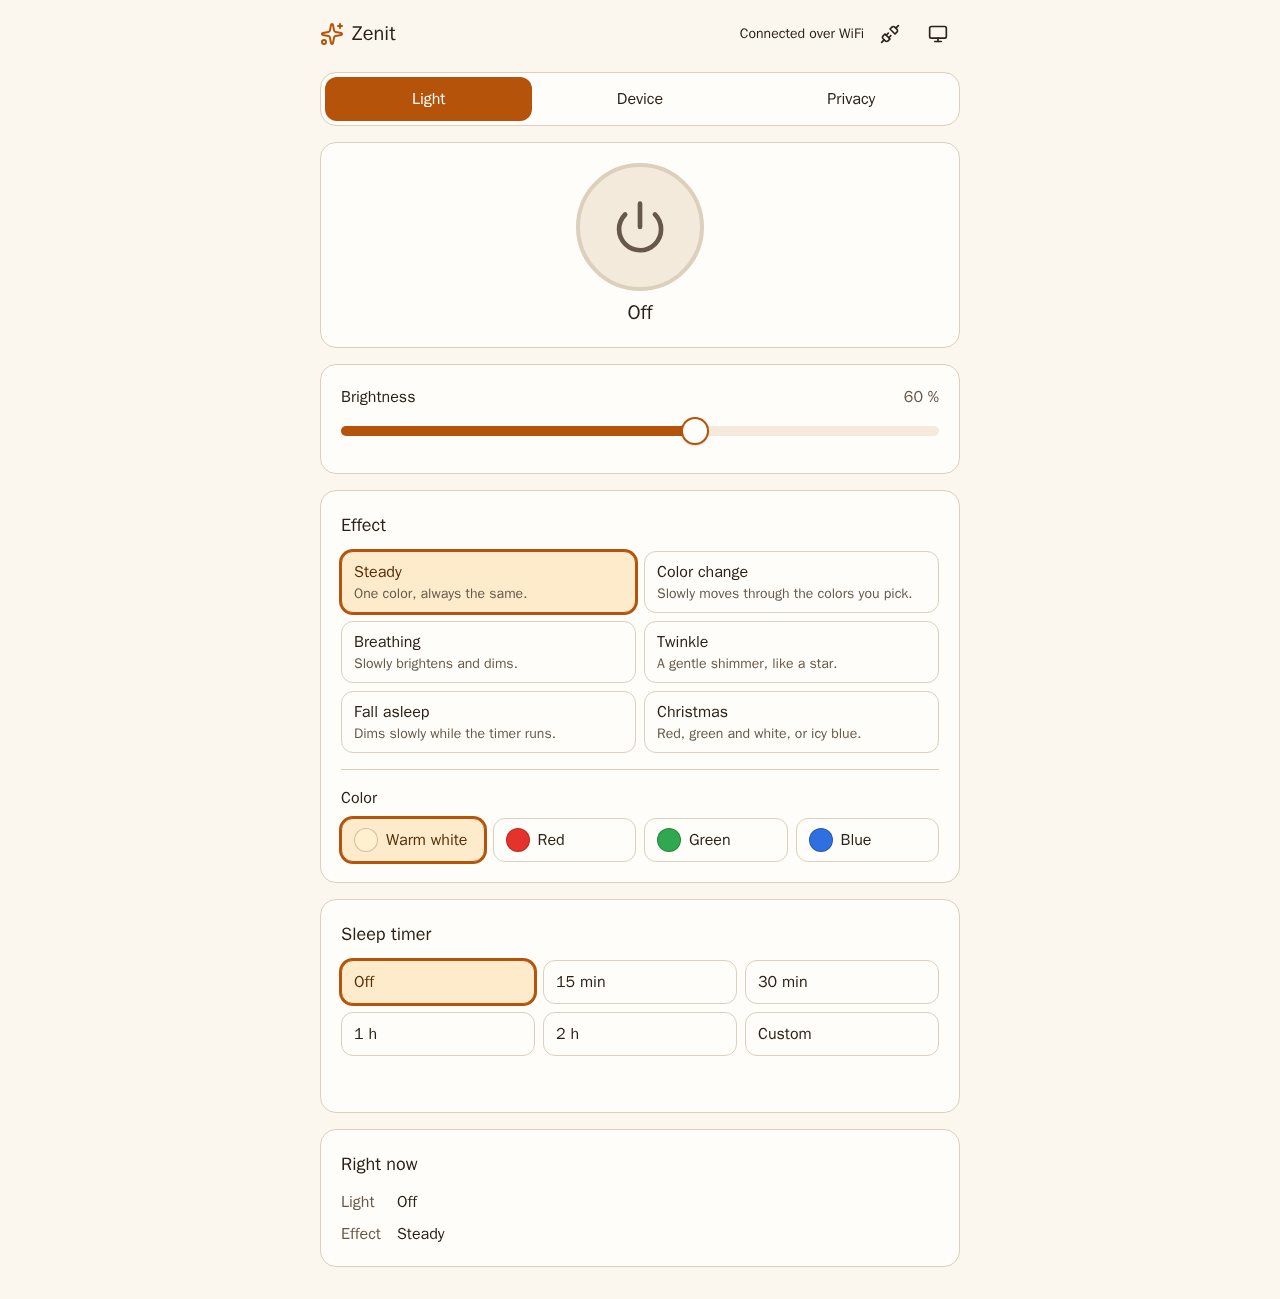 Zenit
Connected over WiFi
Light
Device
Privacy
Off
Brightness
60 %
Effect
Steady
One color, always the same.
Color change
Slowly moves through the colors you pick.
Breathing
Slowly brightens and dims.
Twinkle
A gentle shimmer, like a star.
Fall asleep
Dims slowly while the timer runs.
Christmas
Red, green and white, or icy blue.
Color
Warm white
Red
Green
Blue
Sleep timer
Off
15 min
30 min
1 h
2 h
Custom
Right now
Light Off
Effect Steady